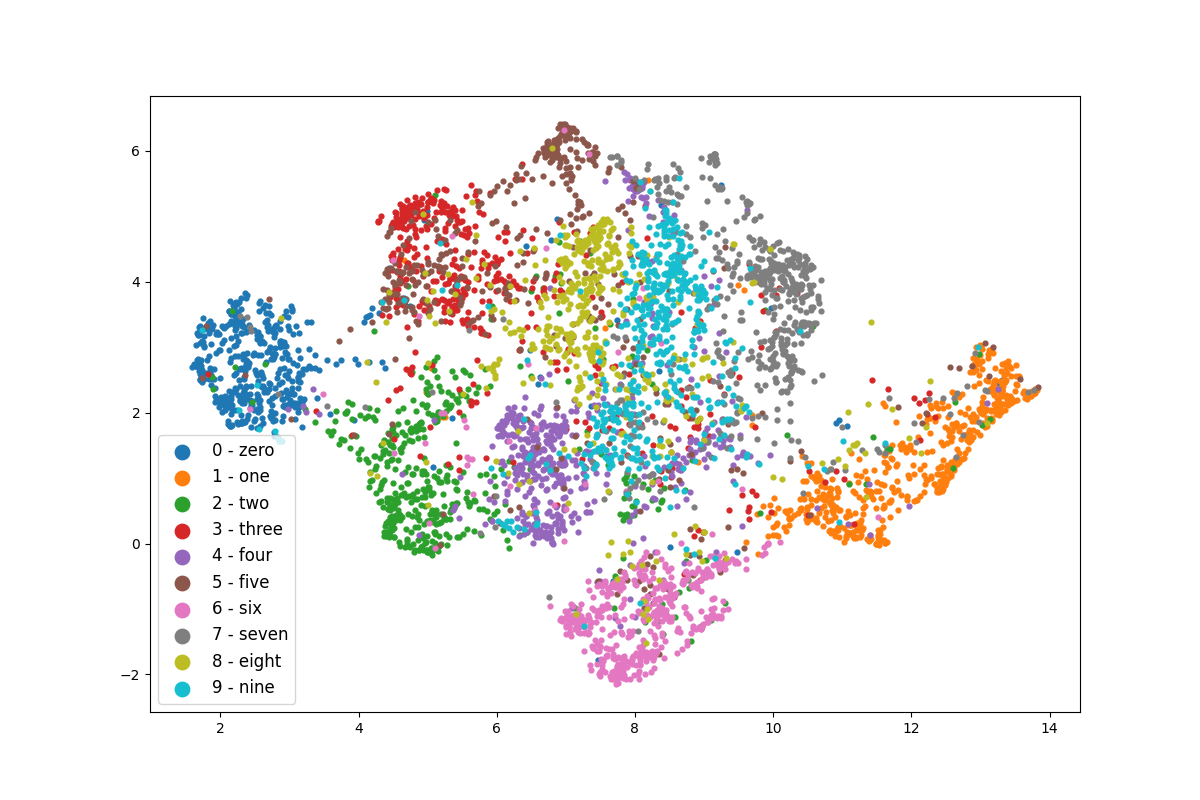 6
4
2
0
−2
0 - zero
1 - one
2 - two
3 - three
4 - four
5 - five
6 - six
7 - seven
8 - eight
9 - nine
2 4 6 8 10 12 14